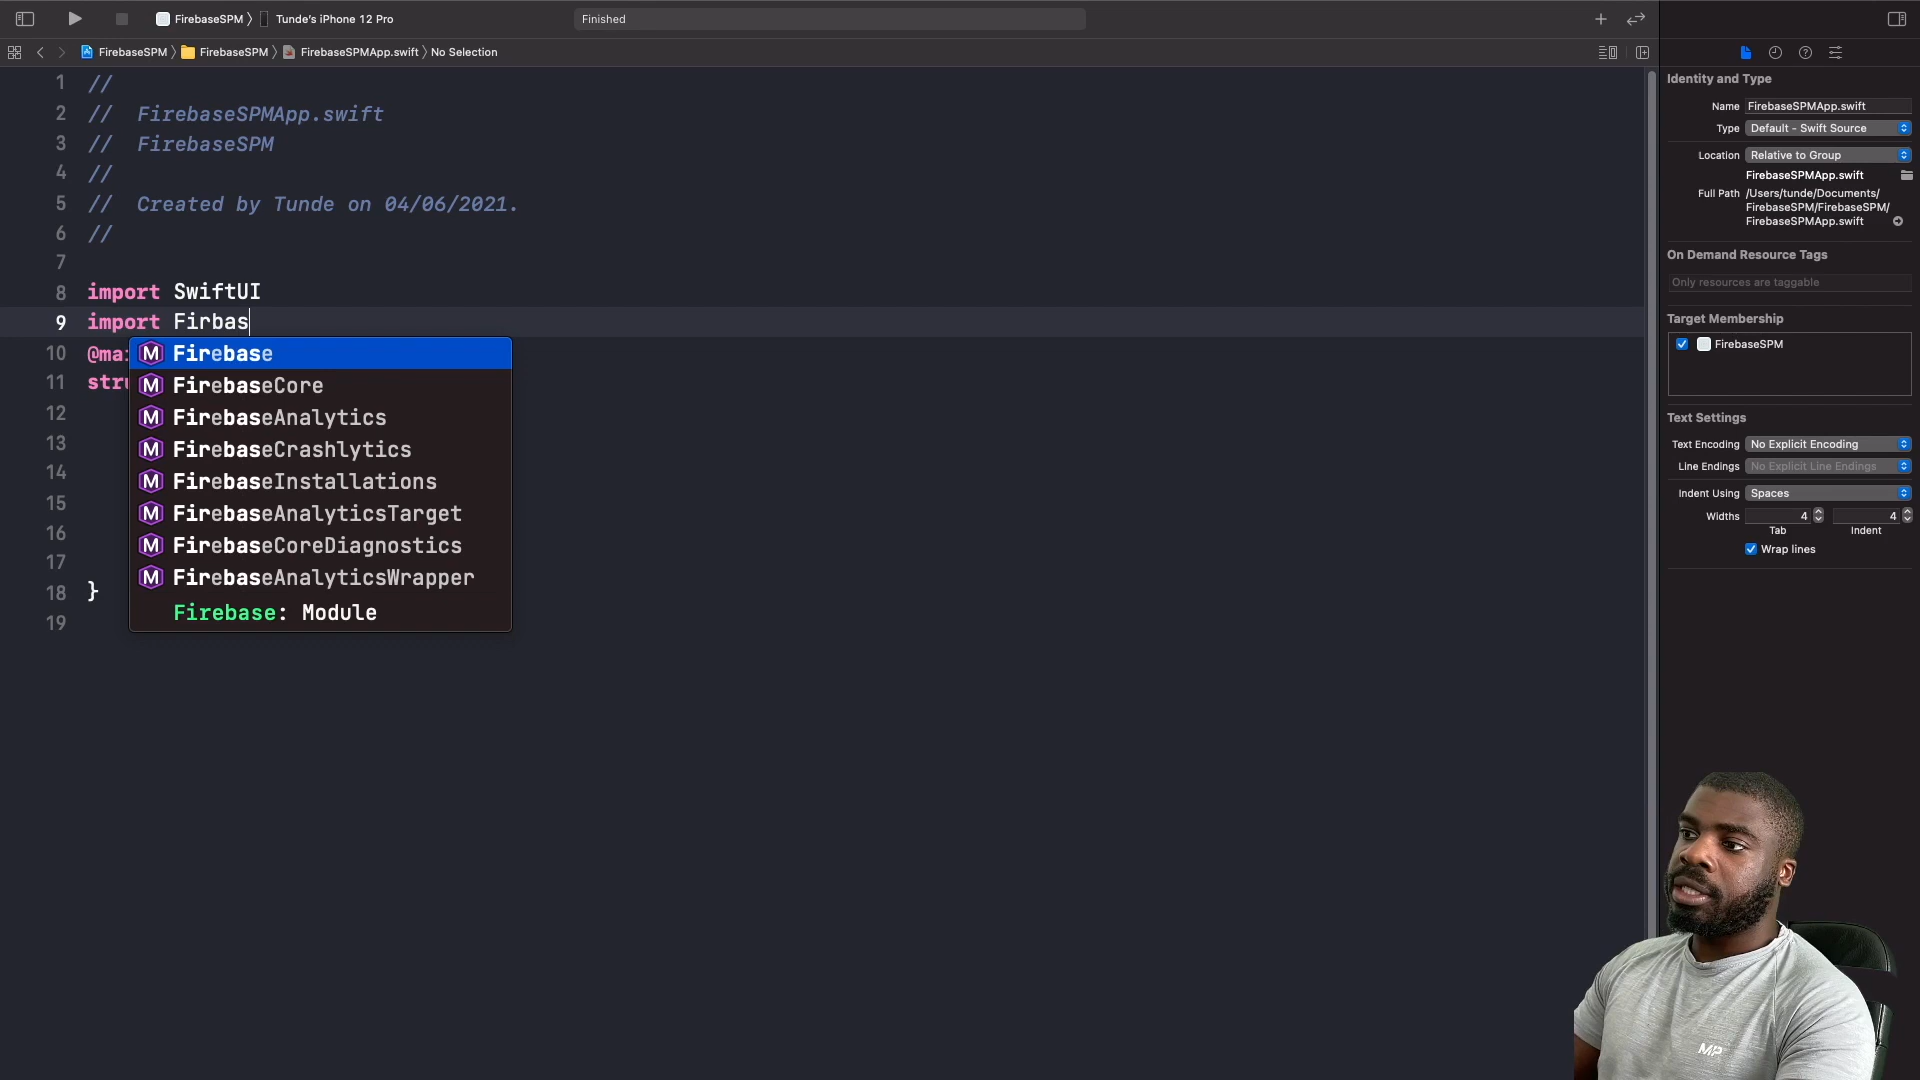 FirebaseSPM 〉 Tunde's iPhone 12 Pro
Finished
FirebaseSPM 〉 FirebaseSPM 〉 FirebaseSPMApp.swift 〉 No Selection
1 //
2 //  FirebaseSPMApp.swift
3 //  FirebaseSPM
4 //
5 //  Created by Tunde on 04/06/2021.
6 //
7
8 import SwiftUI
9 import Firbas
10 @mai
11 stru
12
13
14
15
16
17
18 }
19
M Firebase
M FirebaseCore
M FirebaseAnalytics
M FirebaseCrashlytics
M FirebaseInstallations
M FirebaseAnalyticsTarget
M FirebaseCoreDiagnostics
M FirebaseAnalyticsWrapper
Firebase: Module
Identity and Type
Name FirebaseSPMApp.swift
Type Default - Swift Source
Location Relative to Group
FirebaseSPMApp.swift
Full Path /Users/tunde/Documents/
FirebaseSPM/FirebaseSPM/
FirebaseSPMApp.swift
On Demand Resource Tags
Only resources are taggable
Target Membership
FirebaseSPM
Text Settings
Text Encoding No Explicit Encoding
Line Endings No Explicit Line Endings
Indent Using Spaces
Widths 4 4
Tab Indent
Wrap lines
MP